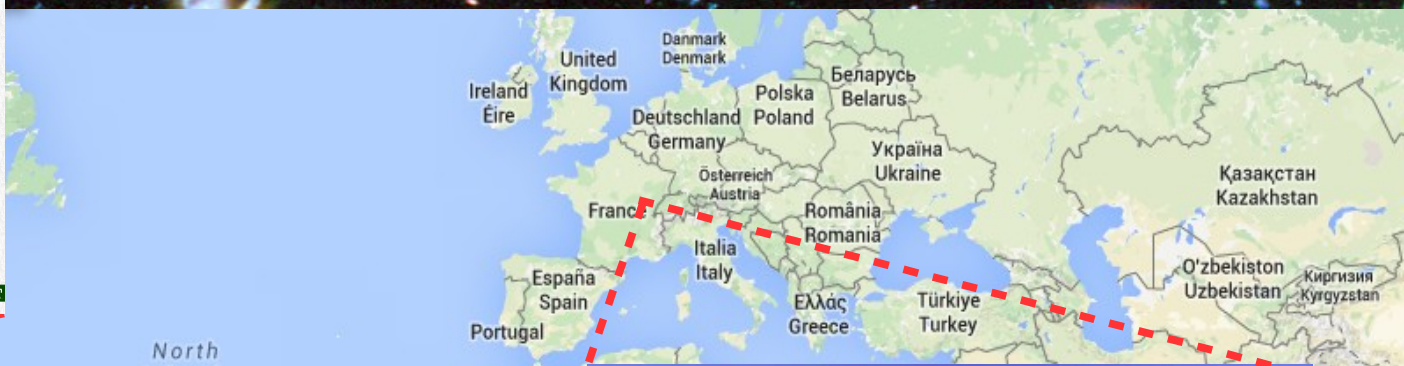 Danmark
Denmark
United
Kingdom
Ireland
Éire
Беларусь
Belarus
Polska
Poland
Deutschland
Germany
Україна
Ukraine
Österreich
Austria
Қазақстан
Kazakhstan
France
România
Romania
Italia
Italy
España
Spain
Portugal
Ελλάς
Greece
Türkiye
Turkey
O'zbekiston
Uzbekistan
Киргизия
Kyrgyzstan
North